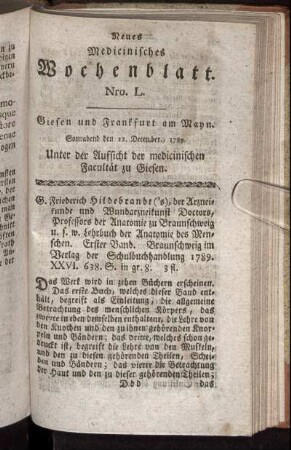 Neues
Medicinisches
Wochenblatt.
Nro. L.
Giesen und Frankfurt am Mayn.
Sonnabend den 12. December. 1789.
Unter der Aufsicht der medicinischen
Facultät zu Giesen.
G. Friederich Hildebrandt('s), der Arznei-
kunde und Wundarzneikunst Doctors,
Professors der Anatomie zu Braunschweig
u. s. w. Lehrbuch der Anatomie des Men-
schen. Erster Band. Braunschweig im
Verlag der Schulbuchhandlung 1789.
XXVI. 638. S. in gr. 8. 3 fl.
Das Werk wird in zehen Büchern erscheinen.
Das erste Buch, welches dieser Band ent-
hält, begreift als Einleitung, die allgemeine
Betrachtung des menschlichen Körpers, das
zweyte in eben demselben enthaltene, die Lehre von
den Knochen und den zu ihnen gehörenden Knor-
peln und Bändern; das dritte, welches schon ge-
druckt ist, begreift die Lehre von den Muskeln,
und den zu diesen gehörenden Theilen, Schei-
den und Bändern; das vierte die Betrachtung
der Haut und den zu dieser gehörenden Theilen;
Ddd das